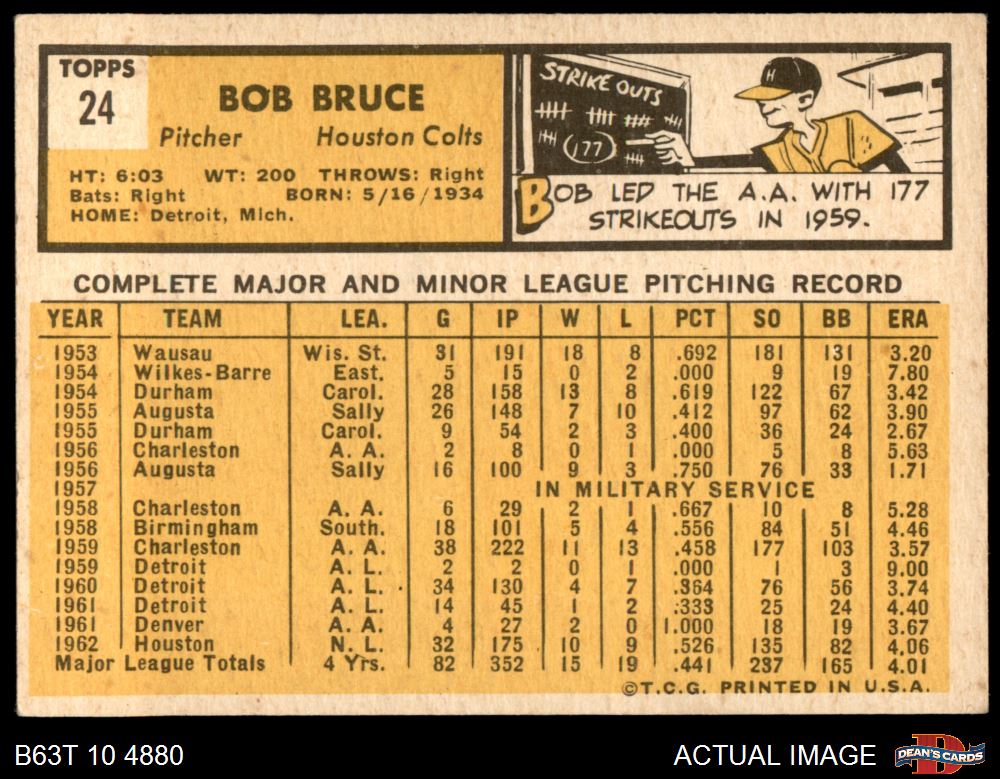 TOPPS
24
BOB BRUCE
Pitcher Houston Colts
HT: 6:03 WT: 200 THROWS: Right
Bats: Right BORN: 5/16/1934
HOME: Detroit, Mich.
STRIKE OUTS
177
H
BOB LED THE A.A. WITH 177
STRIKEOUTS IN 1959.
COMPLETE MAJOR AND MINOR LEAGUE PITCHING RECORD
YEAR TEAM LEA. G IP W L PCT SO BB ERA
1953 Wausau Wis. St. 31 191 18 8 .692 181 131 3.20
1954 Wilkes-Barre East. 5 15 0 2 .000 9 19 7.80
1954 Durham Carol. 28 158 13 8 .619 122 67 3.42
1955 Augusta Sally 26 148 7 10 .412 97 62 3.90
1955 Durham Carol. 9 54 2 3 .400 36 24 2.67
1956 Charleston A. A. 2 8 0 1 .000 5 8 5.63
1956 Augusta Sally 16 100 9 3 .750 76 33 1.71
1957 IN MILITARY SERVICE
1958 Charleston A. A. 6 29 2 1 .667 10 8 5.28
1958 Birmingham South. 18 101 5 4 .556 84 51 4.46
1959 Charleston A. A. 38 222 11 13 .458 177 103 3.57
1959 Detroit A. L. 2 2 0 1 .000 1 3 9.00
1960 Detroit A. L. 34 130 4 7 .364 76 56 3.74
1961 Detroit A. L. 14 45 1 2 .333 25 24 4.40
1961 Denver A. A. 4 27 2 0 1.000 18 19 3.67
1962 Houston N. L. 32 175 10 9 .526 135 82 4.06
Major League Totals 4 Yrs. 82 352 15 19 .441 237 165 4.01
©T.C.G. PRINTED IN U.S.A.
B63T 10 4880 ACTUAL IMAGE DEAN'S CARDS